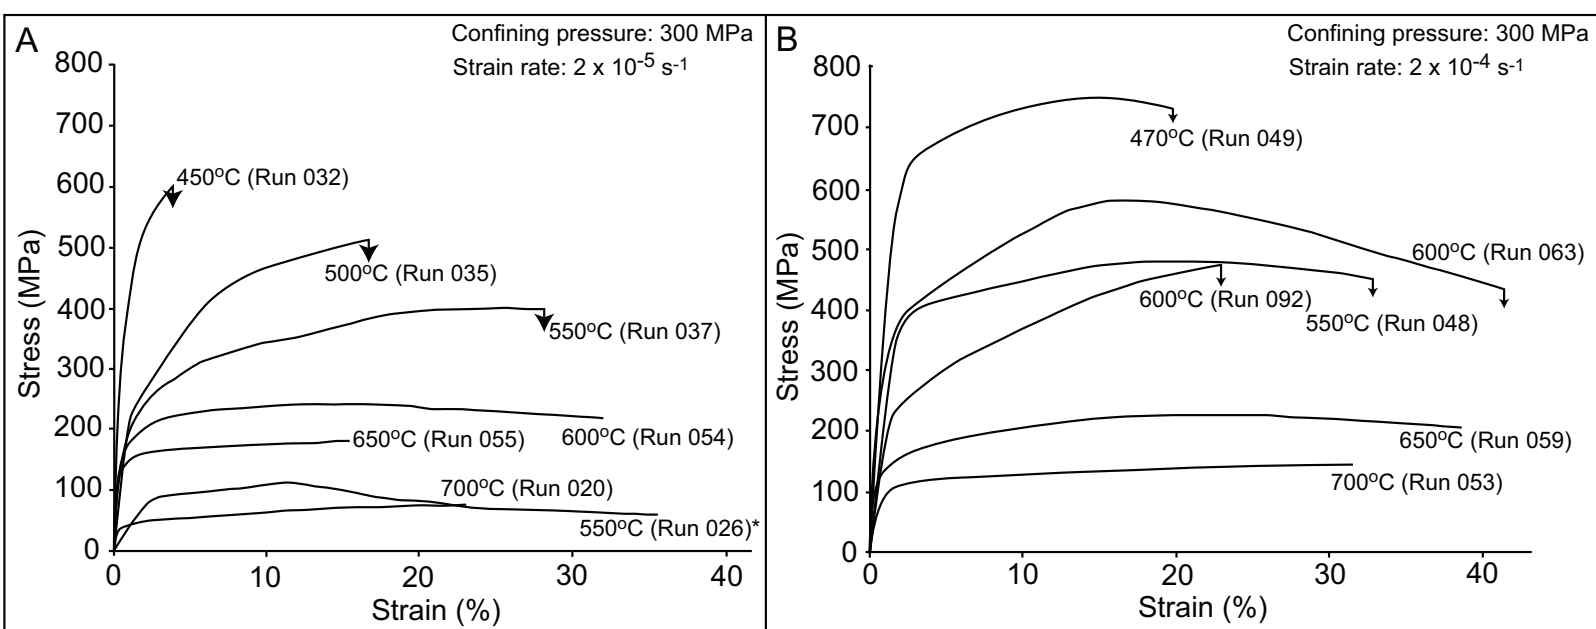 A
Confining pressure: 300 MPa
Strain rate: 2 x 10-5 s-1
800
700
600
500
400
300
200
100
0
Stress (MPa)
450oC (Run 032)
500oC (Run 035)
550oC (Run 037)
600oC (Run 054)
650oC (Run 055)
700oC (Run 020)
550oC (Run 026)*
0
10
20
30
40
Strain (%)
B
Confining pressure: 300 MPa
Strain rate: 2 x 10-4 s-1
800
700
600
500
400
300
200
100
0
Stress (MPa)
470oC (Run 049)
600oC (Run 063)
600oC (Run 092)
550oC (Run 048)
650oC (Run 059)
700oC (Run 053)
0
10
20
30
40
Strain (%)